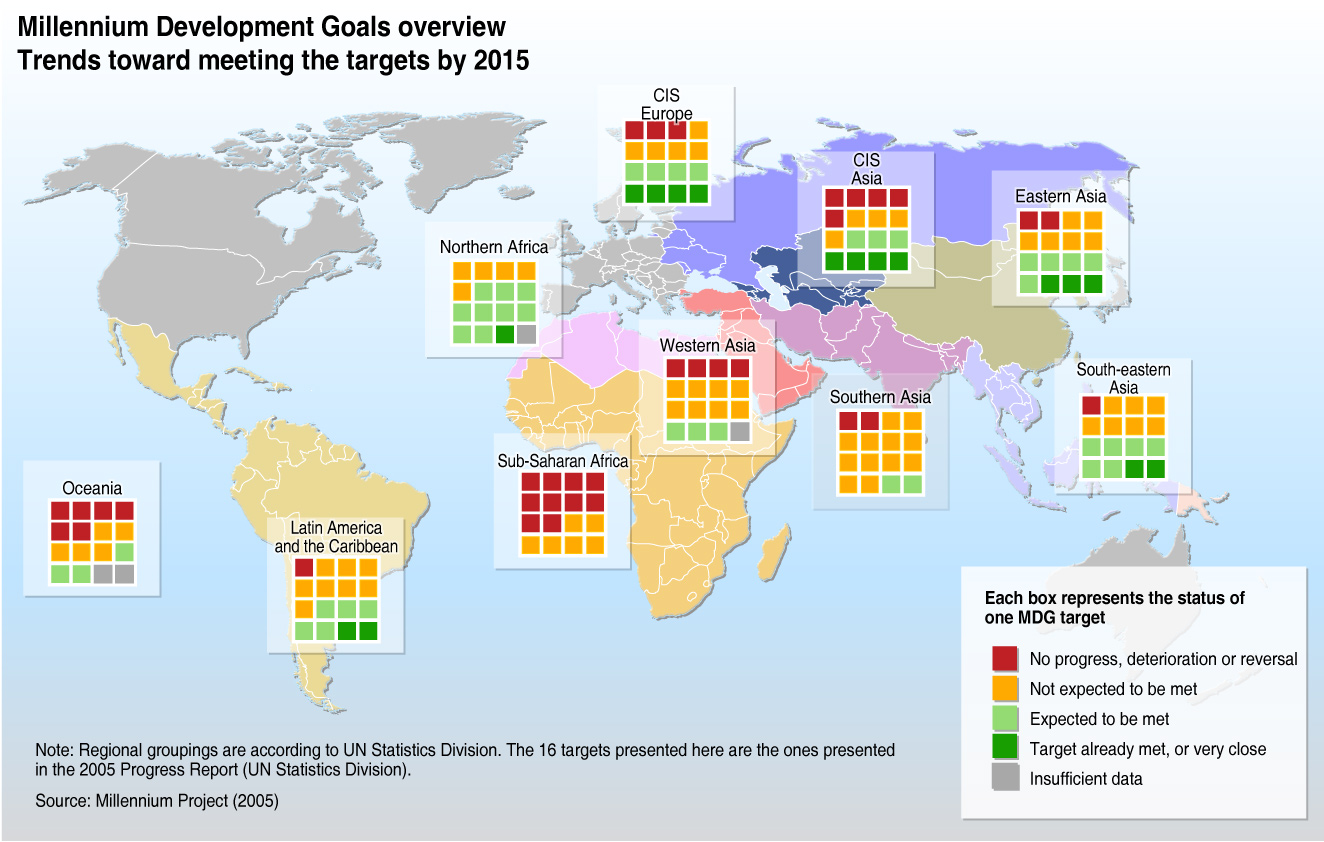 Millennium Development Goals overview
Trends toward meeting the targets by 2015
CIS
Europe
CIS
Asia
Eastern Asia
Northern Africa
Western Asia
South-eastern
Asia
Southern Asia
Sub-Saharan Africa
Oceania
Latin America
and the Caribbean
Each box represents the status of
one MDG target
No progress, deterioration or reversal
Not expected to be met
Expected to be met
Target already met, or very close
Insufficient data
Note: Regional groupings are according to UN Statistics Division. The 16 targets presented here are the ones presented
in the 2005 Progress Report (UN Statistics Division).
Source: Millennium Project (2005)